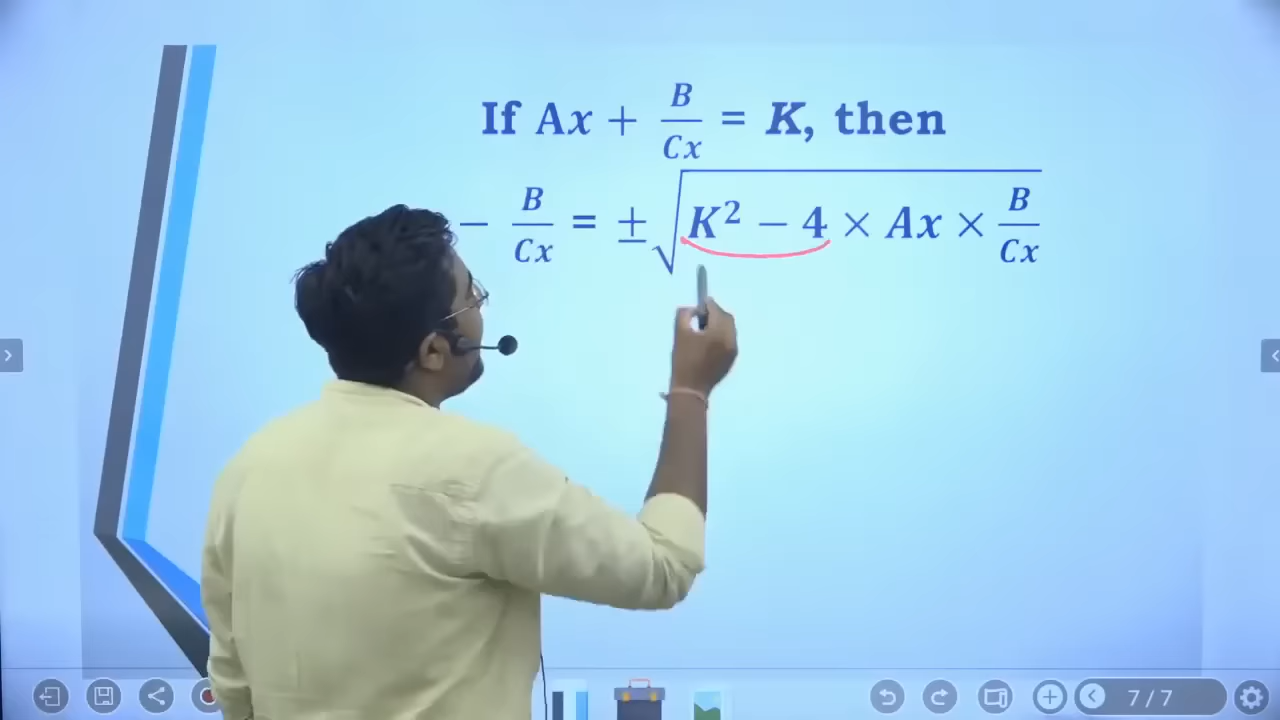 If Ax + B/Cx = K, then
− B/Cx = ±√(K² − 4 × Ax × B/Cx)
7 / 7